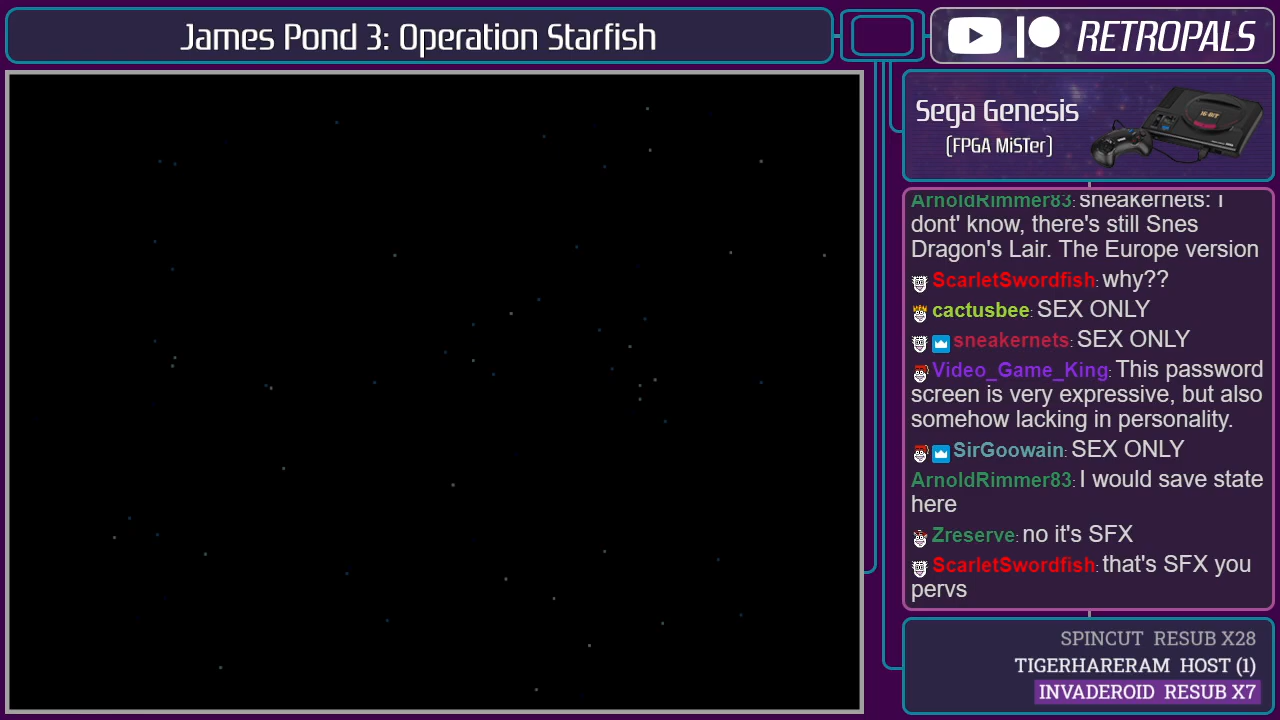 James Pond 3: Operation Starfish
RETROPALS
Sega Genesis
(FPGA MiSTer)
16-BIT
ArnoldRimmer83: sneakernets: I
dont' know, there's still Snes
Dragon's Lair. The Europe version
ScarletSwordfish: why??
cactusbee: SEX ONLY
sneakernets: SEX ONLY
Video_Game_King: This password
screen is very expressive, but also
somehow lacking in personality.
SirGoowain: SEX ONLY
ArnoldRimmer83: I would save state
here
Zreserve: no it's SFX
ScarletSwordfish: that's SFX you
pervs
SPINCUT RESUB X28
TIGERHARERAM HOST (1)
INVADEROID RESUB X7